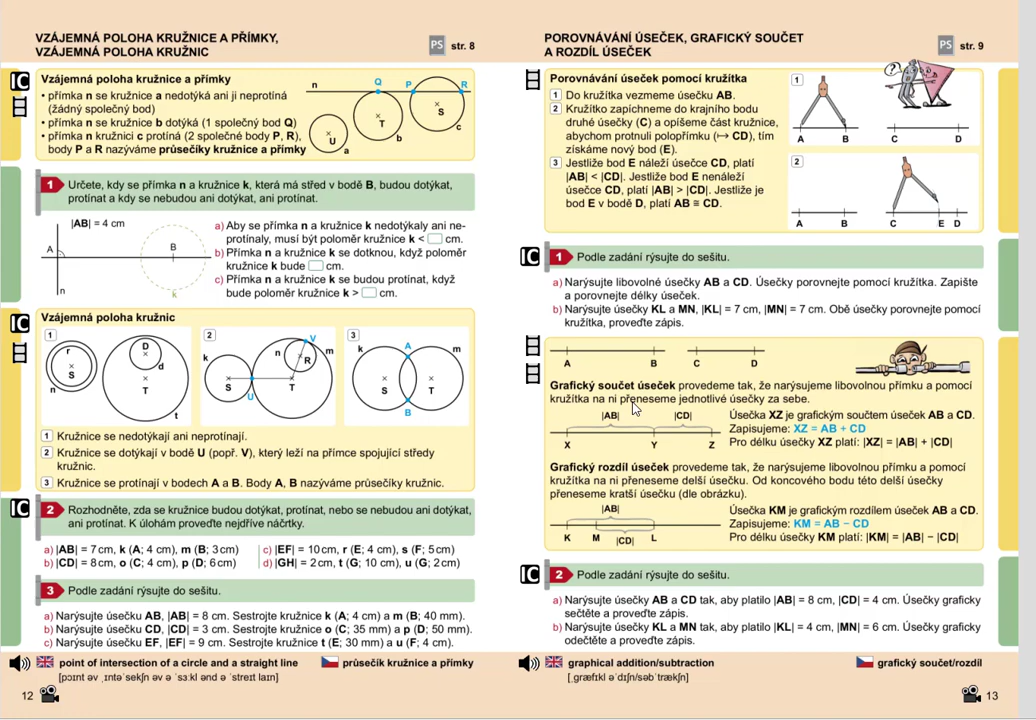 VZÁJEMNÁ POLOHA KRUŽNICE A PŘÍMKY,
VZÁJEMNÁ POLOHA KRUŽNIC
PS str. 8
Vzájemná poloha kružnice a přímky
• přímka n se kružnice a nedotýká ani ji neprotíná
(žádný společný bod)
• přímka n se kružnice b dotýká (1 společný bod Q)
• přímka n kružnici c protíná (2 společné body P, R),
body P a R nazýváme průsečíky kružnice a přímky
n Q P R
U a T b S c
1 Určete, kdy se přímka n a kružnice k, která má střed v bodě B, budou dotýkat,
protínat a kdy se nebudou ani dotýkat, ani protínat.
|AB| = 4 cm
A B
n k
a) Aby se přímka n a kružnice k nedotýkaly ani ne-
protínaly, musí být poloměr kružnice k < cm.
b) Přímka n a kružnice k se dotknou, když poloměr
kružnice k bude cm.
c) Přímka n a kružnice k se budou protínat, když
bude poloměr kružnice k > cm.
Vzájemná poloha kružnic
1 r S n D d T t
2 k S U T n R V m
3 k A m S T B
1 Kružnice se nedotýkají ani neprotínají.
2 Kružnice se dotýkají v bodě U (popř. V), který leží na přímce spojující středy
kružnic.
3 Kružnice se protínají v bodech A a B. Body A, B nazýváme průsečíky kružnic.
2 Rozhodněte, zda se kružnice budou dotýkat, protínat, nebo se nebudou ani dotýkat,
ani protínat. K úlohám proveďte nejdříve náčrtky.
a) |AB| = 7 cm, k (A; 4 cm), m (B; 3 cm)
b) |CD| = 8 cm, o (C; 4 cm), p (D; 6 cm)
c) |EF| = 10 cm, r (E; 4 cm), s (F; 5 cm)
d) |GH| = 2 cm, t (G; 10 cm), u (G; 2 cm)
3 Podle zadání rýsujte do sešitu.
a) Narýsujte úsečku AB, |AB| = 8 cm. Sestrojte kružnice k (A; 4 cm) a m (B; 40 mm).
b) Narýsujte úsečku CD, |CD| = 3 cm. Sestrojte kružnice o (C; 35 mm) a p (D; 50 mm).
c) Narýsujte úsečku EF, |EF| = 9 cm. Sestrojte kružnice t (E; 30 mm) a u (F; 4 cm).
point of intersection of a circle and a straight line
průsečík kružnice a přímky
[pɔɪnt əv ˌɪntəˈsekʃn əv ə ˈsɜːkl ənd ə ˈstreɪt laɪn]
12
POROVNÁVÁNÍ ÚSEČEK, GRAFICKÝ SOUČET
A ROZDÍL ÚSEČEK
PS str. 9
Porovnávání úseček pomocí kružítka
1 Do kružítka vezmeme úsečku AB.
2 Kružítko zapíchneme do krajního bodu
druhé úsečky (C) a opíšeme část kružnice,
abychom protnuli polopřímku (↦ CD), tím
získáme nový bod (E).
3 Jestliže bod E náleží úsečce CD, platí
|AB| < |CD|. Jestliže bod E nenáleží
úsečce CD, platí |AB| > |CD|. Jestliže je
bod E v bodě D, platí AB ≅ CD.
?
1 A B C D
2 A B C E D
1 Podle zadání rýsujte do sešitu.
a) Narýsujte libovolné úsečky AB a CD. Úsečky porovnejte pomocí kružítka. Zapište
a porovnejte délky úseček.
b) Narýsujte úsečky KL a MN, |KL| = 7 cm, |MN| = 7 cm. Obě úsečky porovnejte pomocí
kružítka, proveďte zápis.
A B C D
Grafický součet úseček provedeme tak, že narýsujeme libovolnou přímku a pomocí
kružítka na ni přeneseme jednotlivé úsečky za sebe.
|AB| |CD|
X Y Z
Úsečka XZ je grafickým součtem úseček AB a CD.
Zapisujeme: XZ = AB + CD
Pro délku úsečky XZ platí: |XZ| = |AB| + |CD|
Grafický rozdíl úseček provedeme tak, že narýsujeme libovolnou přímku a pomocí
kružítka na ni přeneseme delší úsečku. Od koncového bodu této delší úsečky
přeneseme kratší úsečku (dle obrázku).
|AB|
K M L
|CD|
Úsečka KM je grafickým rozdílem úseček AB a CD.
Zapisujeme: KM = AB − CD
Pro délku úsečky KM platí: |KM| = |AB| − |CD|
2 Podle zadání rýsujte do sešitu.
a) Narýsujte úsečky AB a CD tak, aby platilo |AB| = 8 cm, |CD| = 4 cm. Úsečky graficky
sečtěte a proveďte zápis.
b) Narýsujte úsečky KL a MN tak, aby platilo |KL| = 4 cm, |MN| = 6 cm. Úsečky graficky
odečtěte a proveďte zápis.
graphical addition/subtraction
grafický součet/rozdíl
[ˌgræfɪkl əˈdɪʃn/səbˈtrækʃn]
13